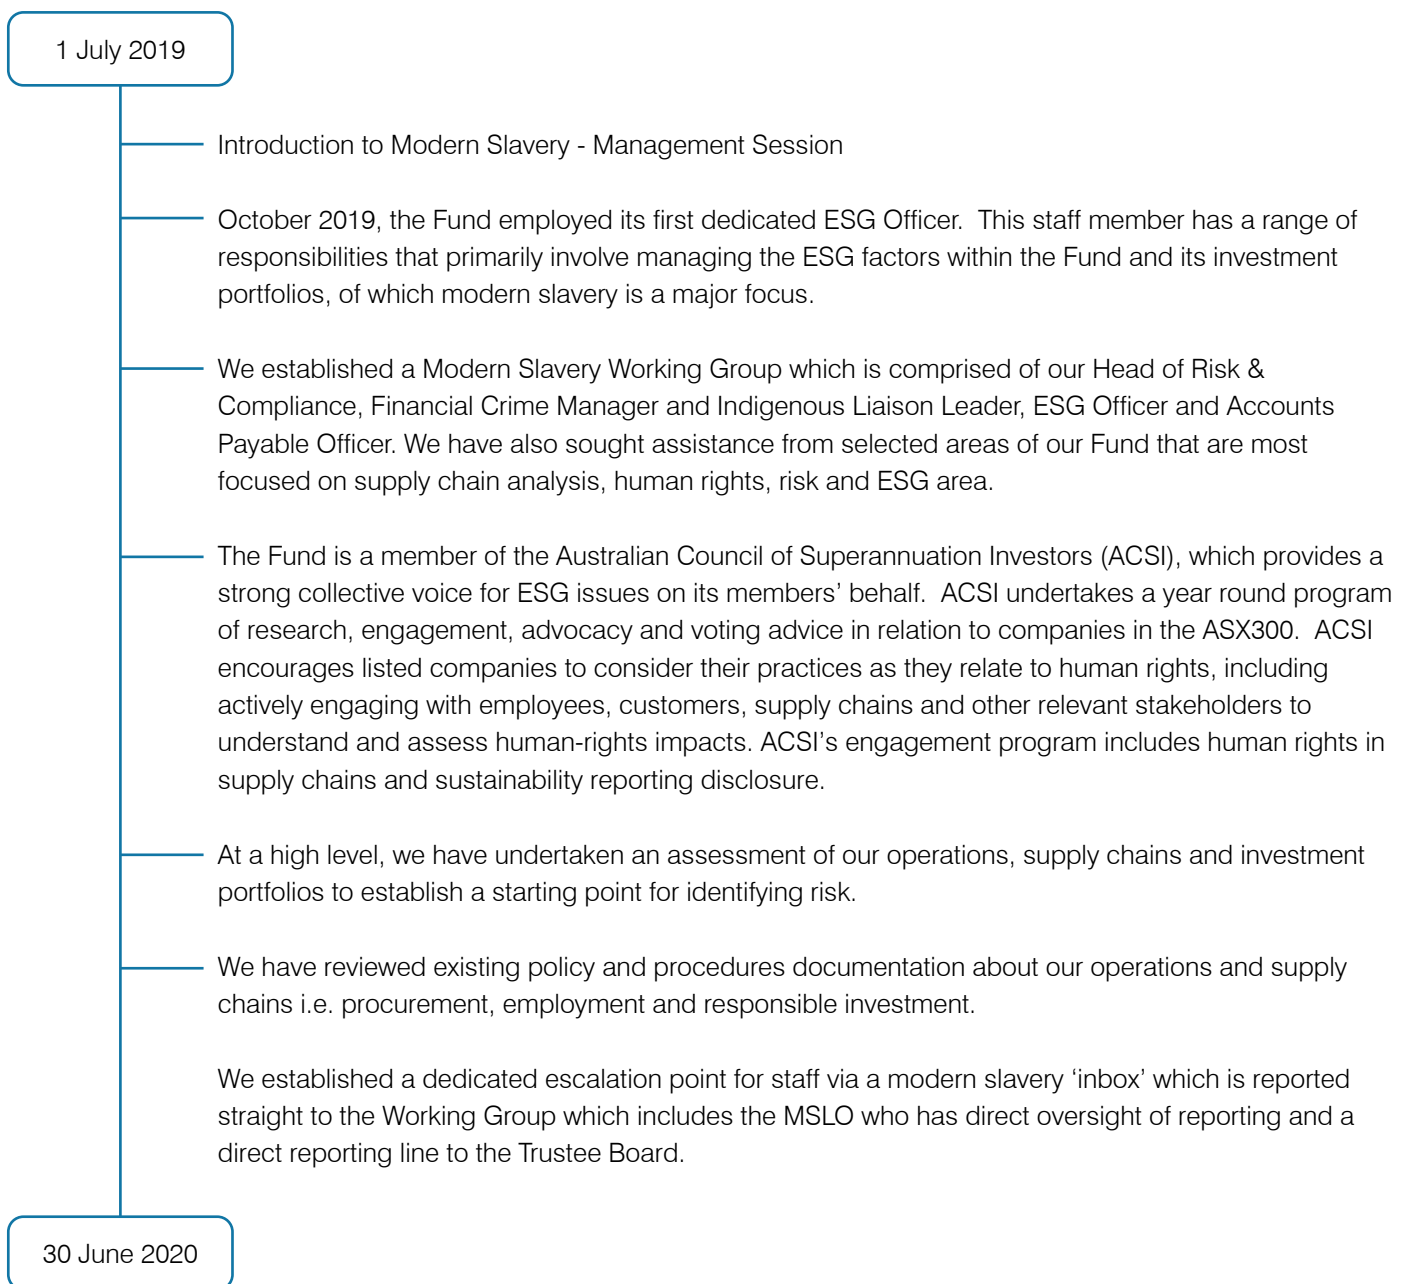 1 July 2019
Introduction to Modern Slavery - Management Session
October 2019, the Fund employed its first dedicated ESG Officer.  This staff member has a range of
responsibilities that primarily involve managing the ESG factors within the Fund and its investment
portfolios, of which modern slavery is a major focus.
We established a Modern Slavery Working Group which is comprised of our Head of Risk &
Compliance, Financial Crime Manager and Indigenous Liaison Leader, ESG Officer and Accounts
Payable Officer. We have also sought assistance from selected areas of our Fund that are most
focused on supply chain analysis, human rights, risk and ESG area.
The Fund is a member of the Australian Council of Superannuation Investors (ACSI), which provides a
strong collective voice for ESG issues on its members’ behalf.  ACSI undertakes a year round program
of research, engagement, advocacy and voting advice in relation to companies in the ASX300.  ACSI
encourages listed companies to consider their practices as they relate to human rights, including
actively engaging with employees, customers, supply chains and other relevant stakeholders to
understand and assess human-rights impacts. ACSI’s engagement program includes human rights in
supply chains and sustainability reporting disclosure.
At a high level, we have undertaken an assessment of our operations, supply chains and investment
portfolios to establish a starting point for identifying risk.
We have reviewed existing policy and procedures documentation about our operations and supply
chains i.e. procurement, employment and responsible investment.
We established a dedicated escalation point for staff via a modern slavery ‘inbox’ which is reported
straight to the Working Group which includes the MSLO who has direct oversight of reporting and a
direct reporting line to the Trustee Board.
30 June 2020